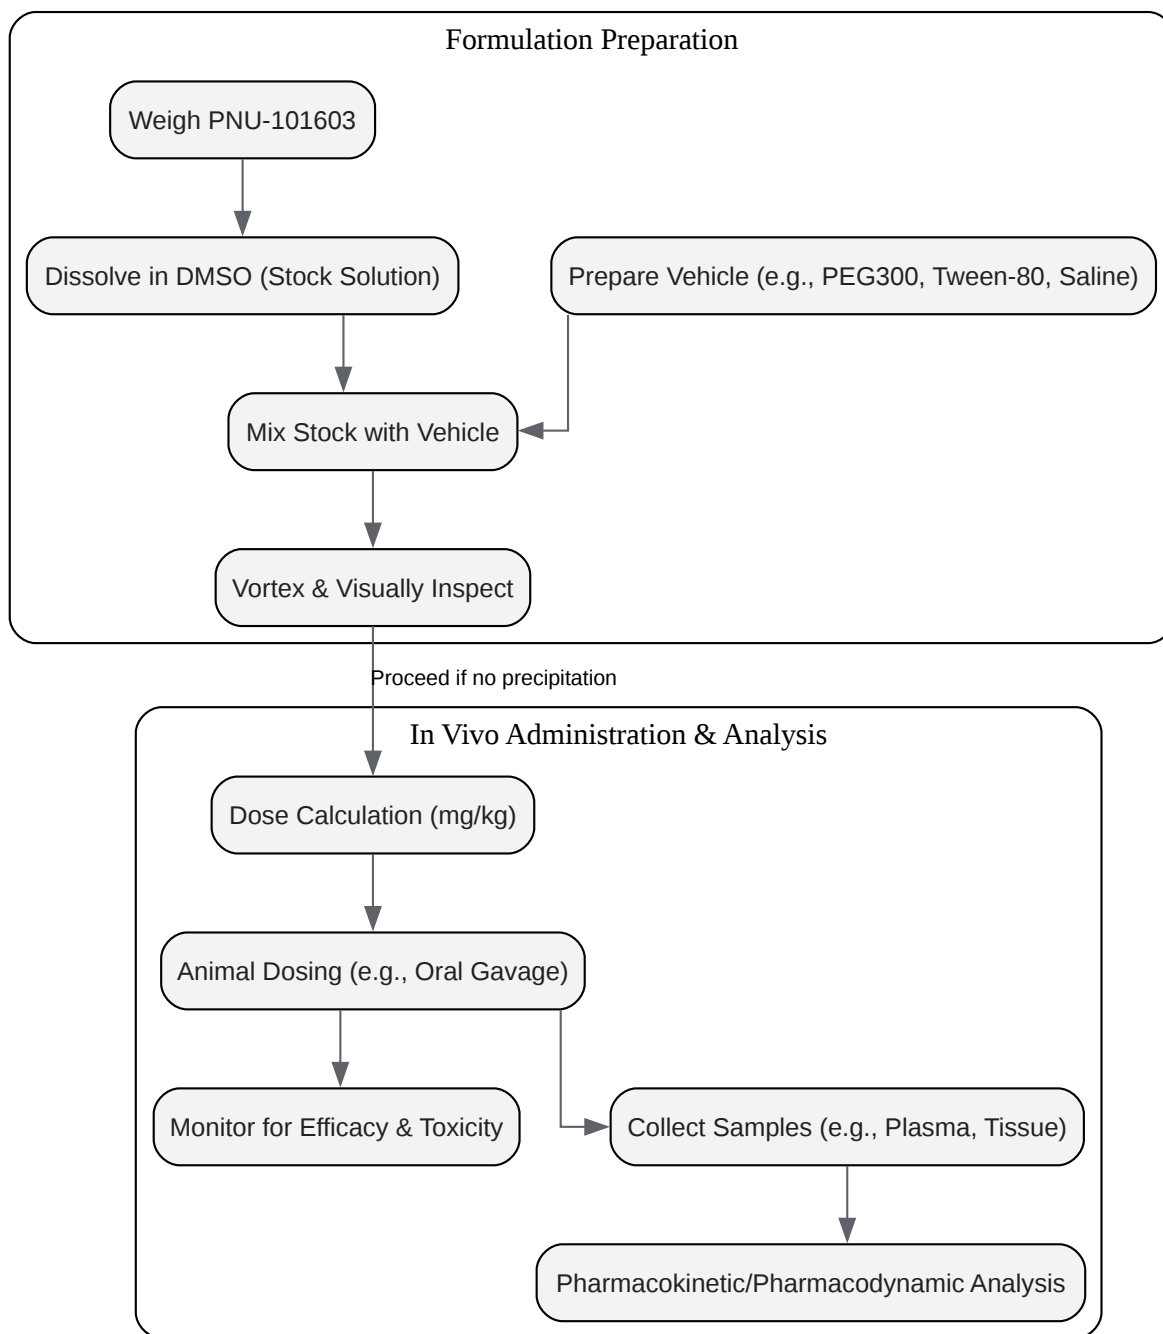 Formulation Preparation
Weigh PNU-101603
Dissolve in DMSO (Stock Solution)
Prepare Vehicle (e.g., PEG300, Tween-80, Saline)
Mix Stock with Vehicle
Vortex & Visually Inspect
Proceed if no precipitation
In Vivo Administration & Analysis
Dose Calculation (mg/kg)
Animal Dosing (e.g., Oral Gavage)
Monitor for Efficacy & Toxicity
Collect Samples (e.g., Plasma, Tissue)
Pharmacokinetic/Pharmacodynamic Analysis